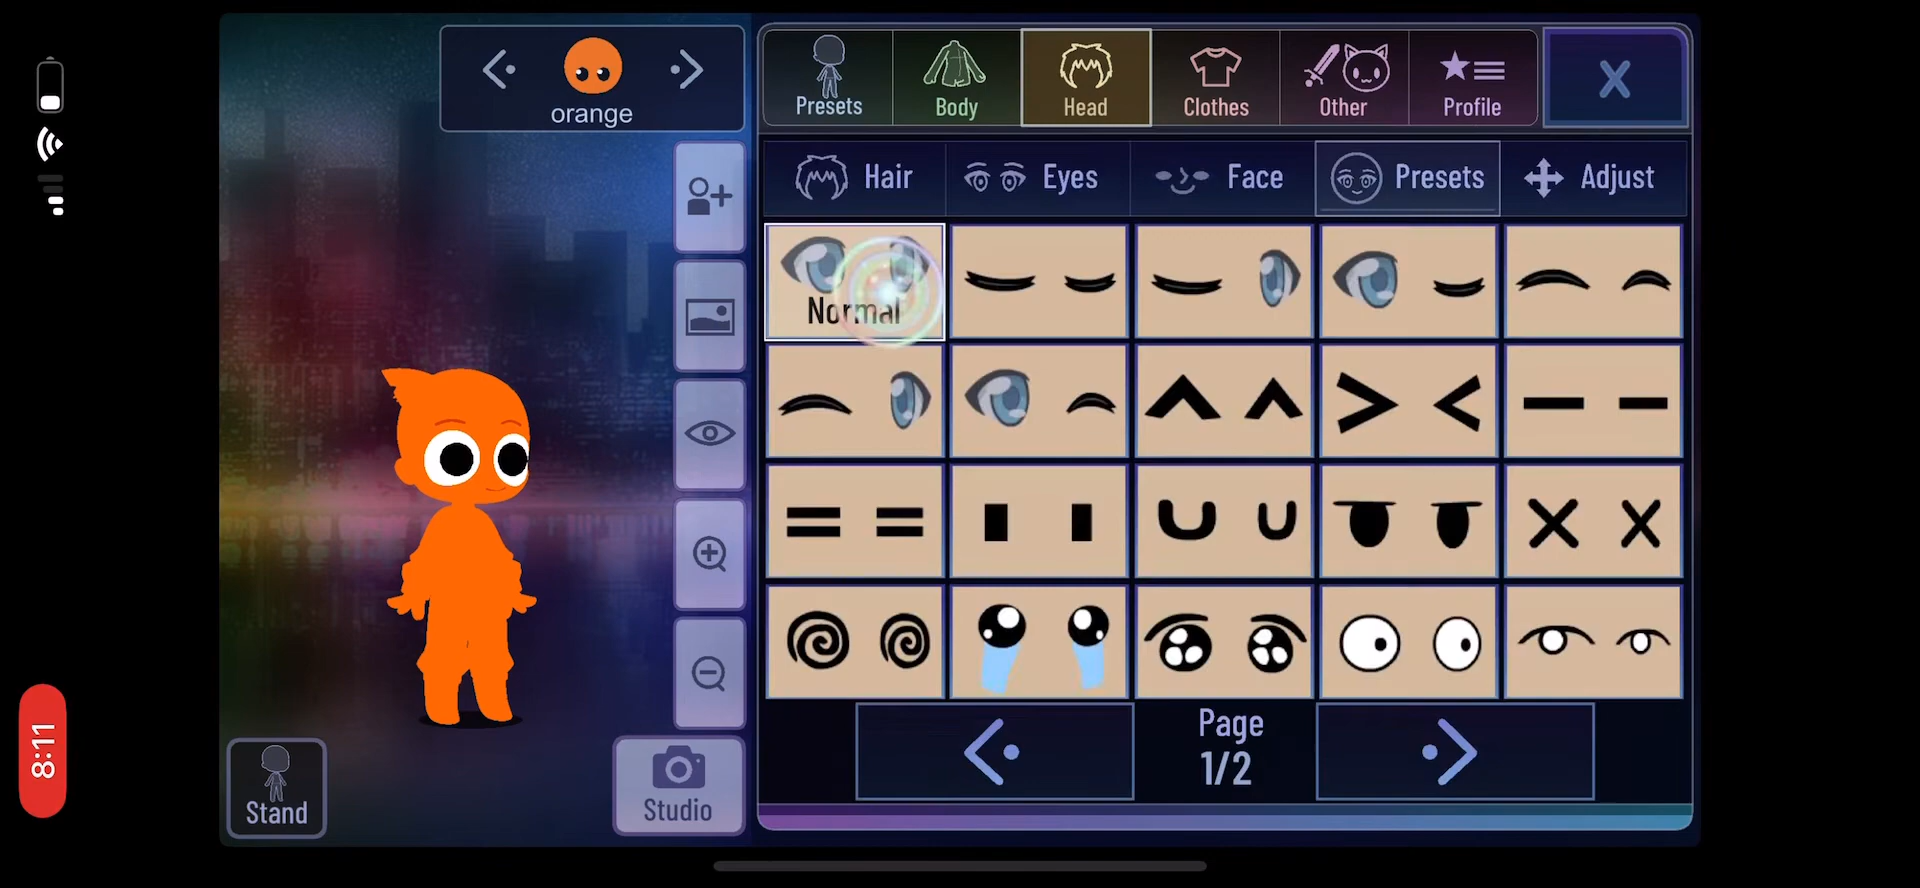 orange
Presets
Body
Head
Clothes
Other
Profile
X
Hair
Eyes
Face
Presets
Adjust
Normal
8:11
Stand
Studio
Page
1/2